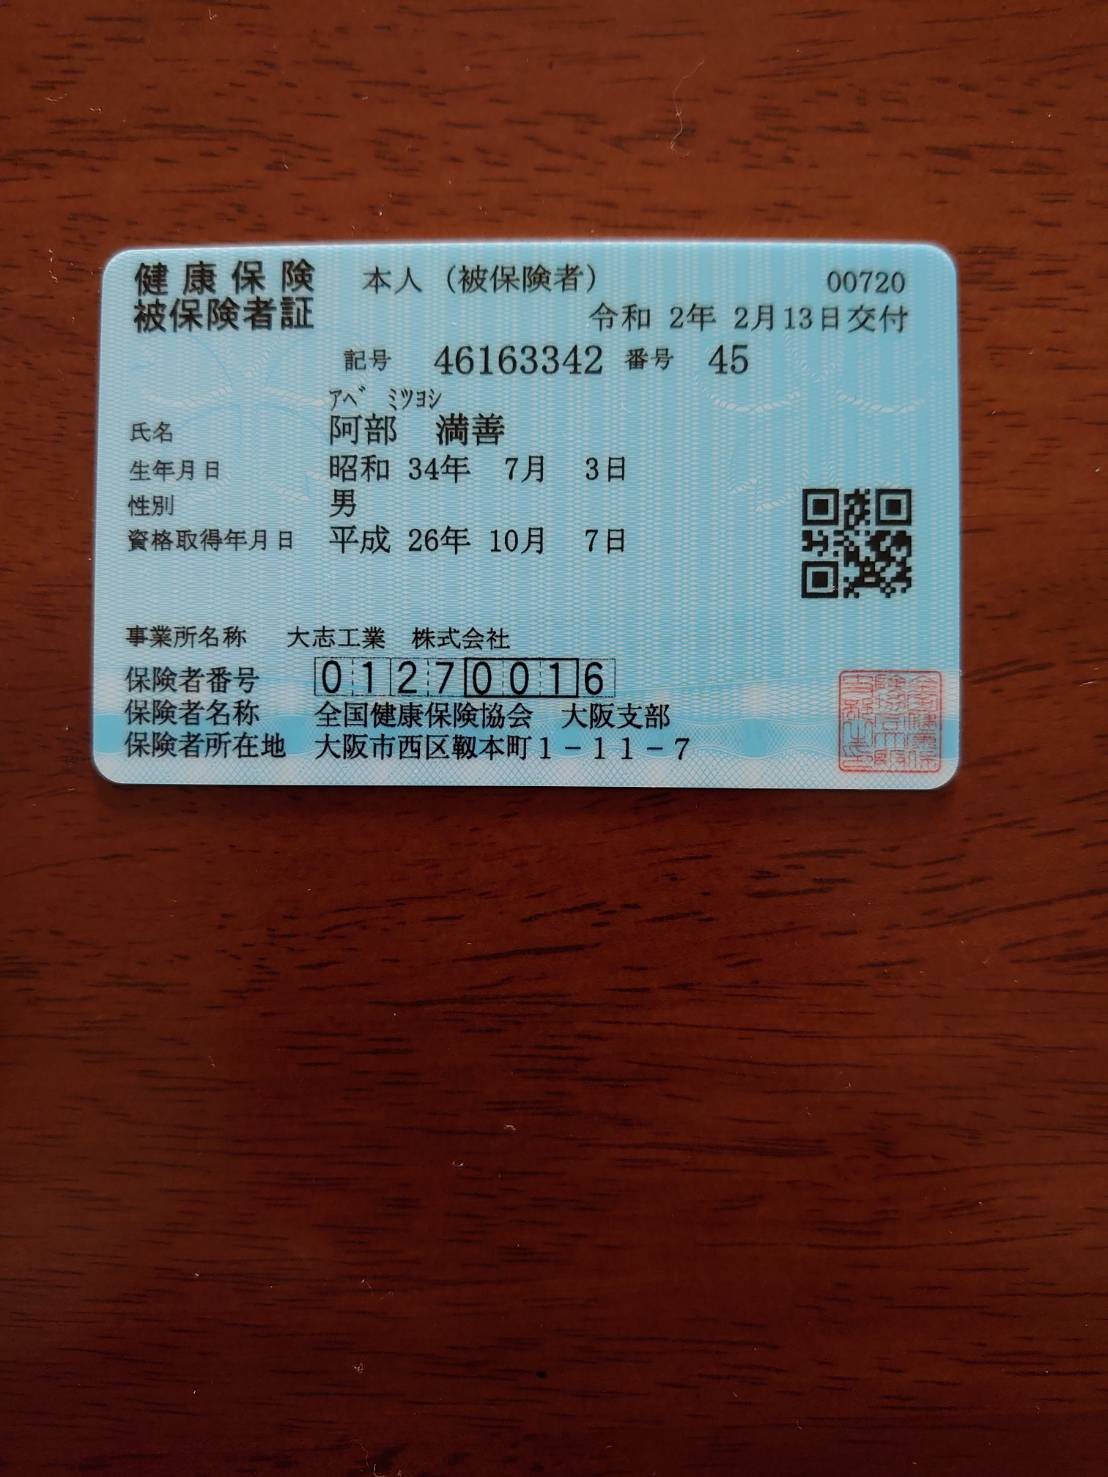 健康保険 本人(被保険者) 00720
被保険者証 令和 2年 2月13日交付
記号 46163342 番号 45
ｱﾍﾞ ﾐﾂﾖｼ
氏名 阿部 満善
生年月日 昭和 34年 7月 3日
性別 男
資格取得年月日 平成 26年 10月 7日
事業所名称 大志工業 株式会社
保険者番号 01270016
保険者名称 全国健康保険協会 大阪支部
保険者所在地 大阪市西区靱本町1-11-7